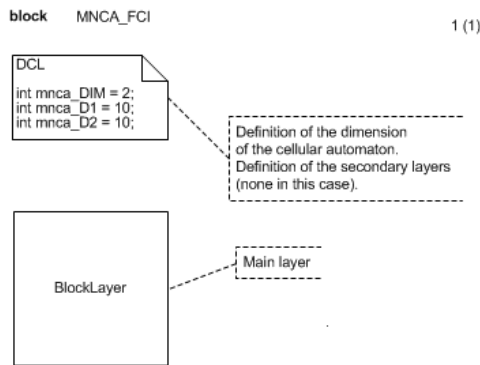 block MNCA_FCI
1 (1)
DCL
int mnca_DIM = 2;
int mnca_D1 = 10;
int mnca_D2 = 10;
Definition of the dimension
of the cellular automaton.
Definition of the secondary layers
(none in this case).
BlockLayer
Main layer